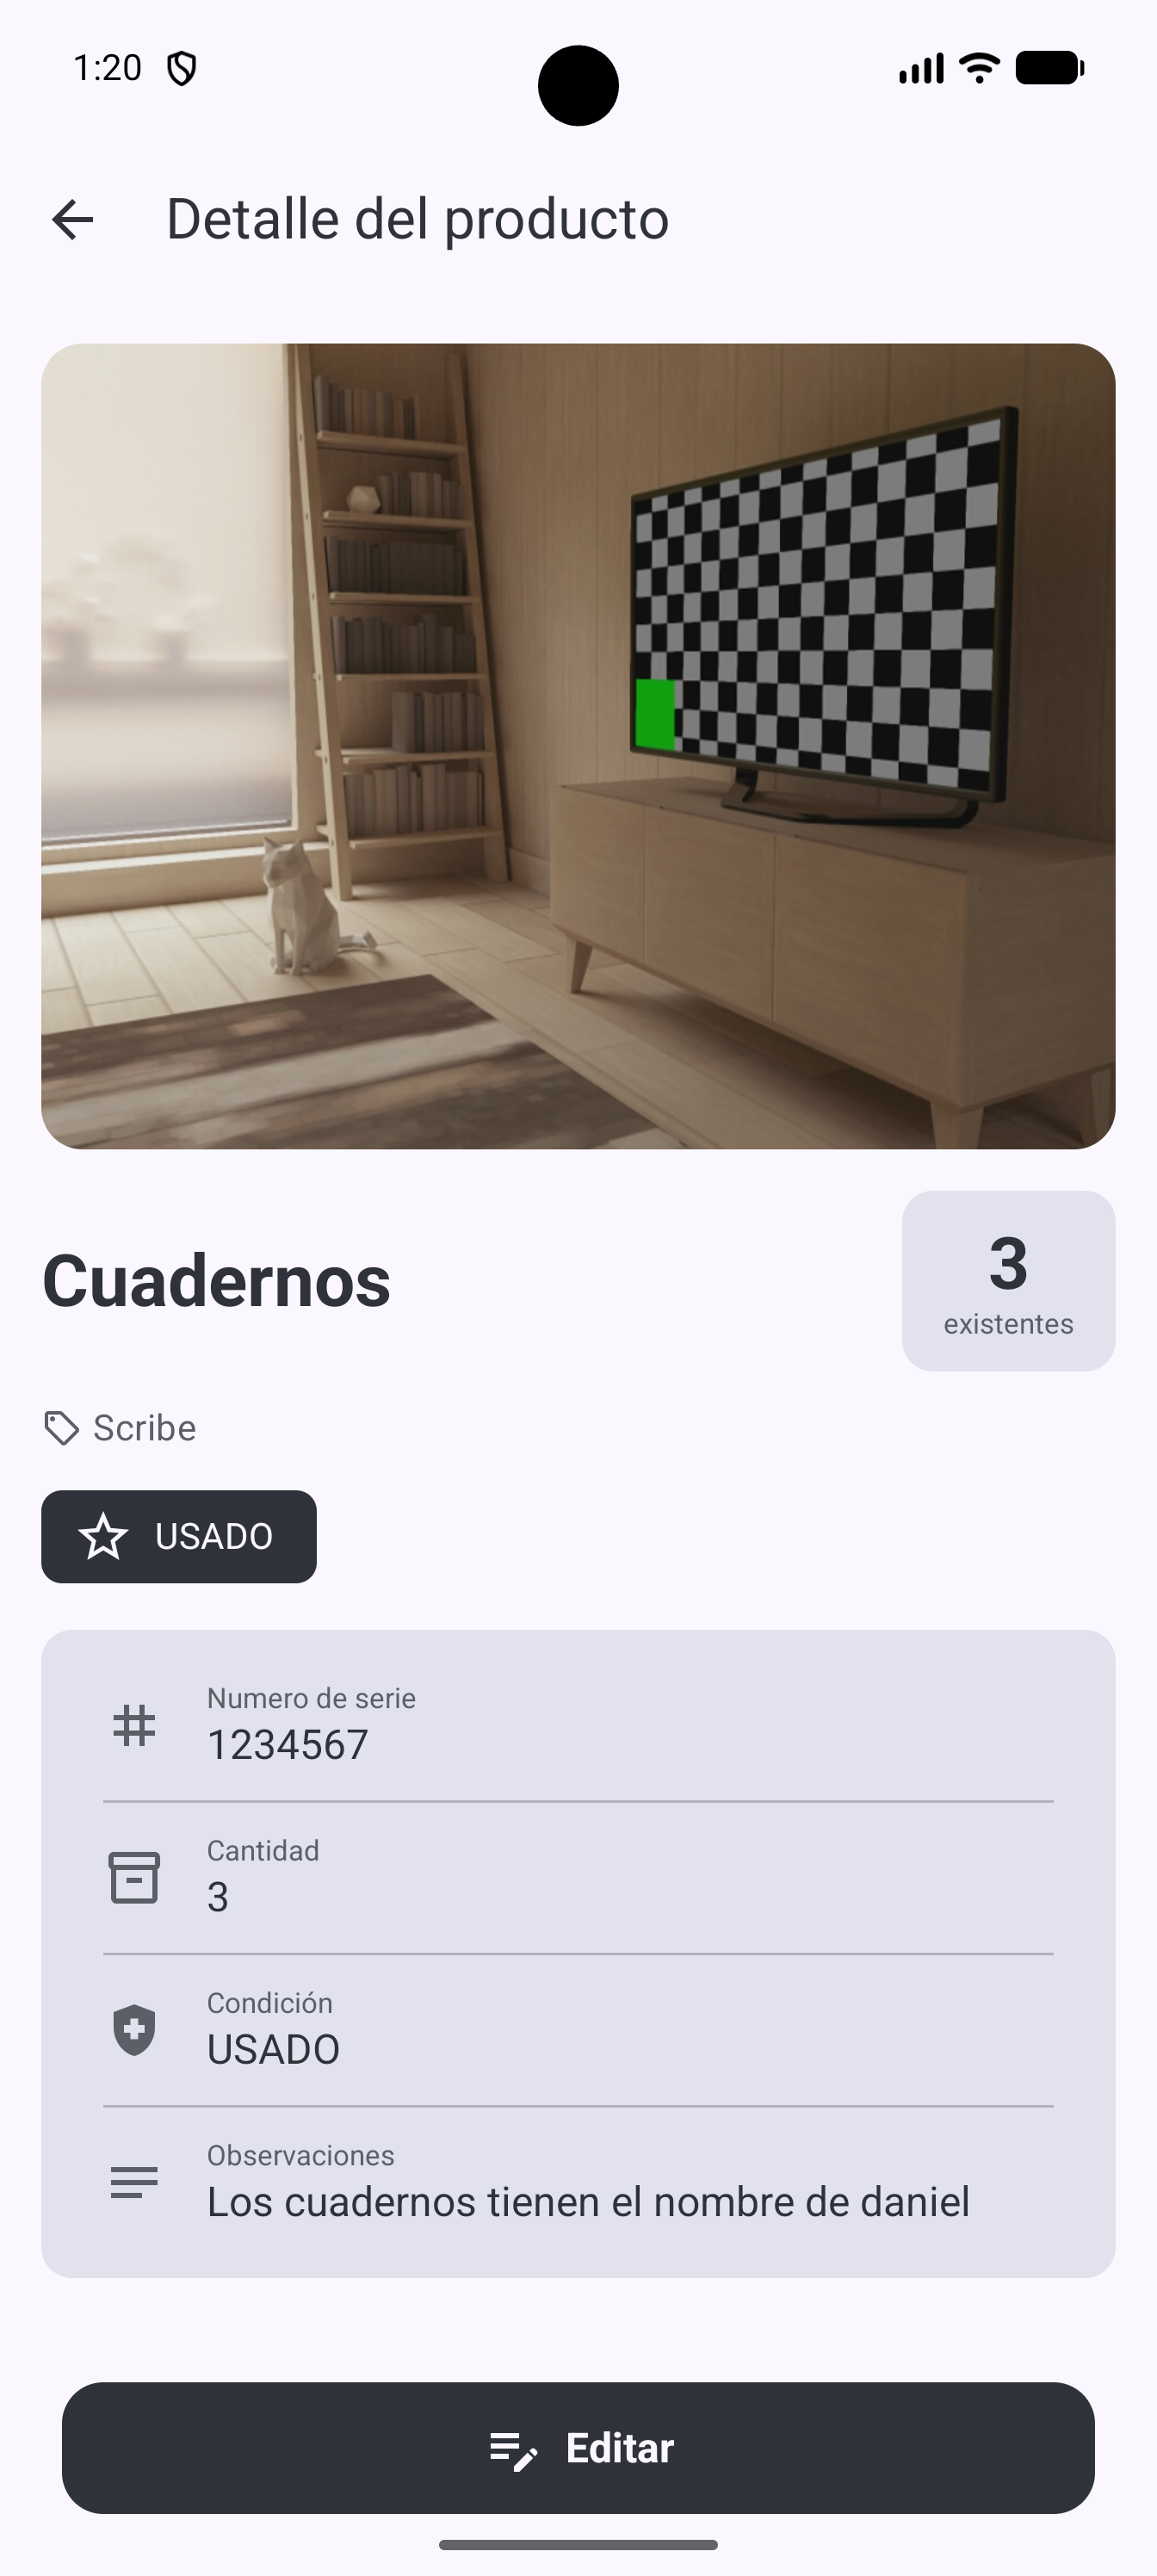 1:20
Detalle del producto
Cuadernos
3
existentes
Scribe
USADO
Numero de serie
1234567
Cantidad
3
Condición
USADO
Observaciones
Los cuadernos tienen el nombre de daniel
Editar